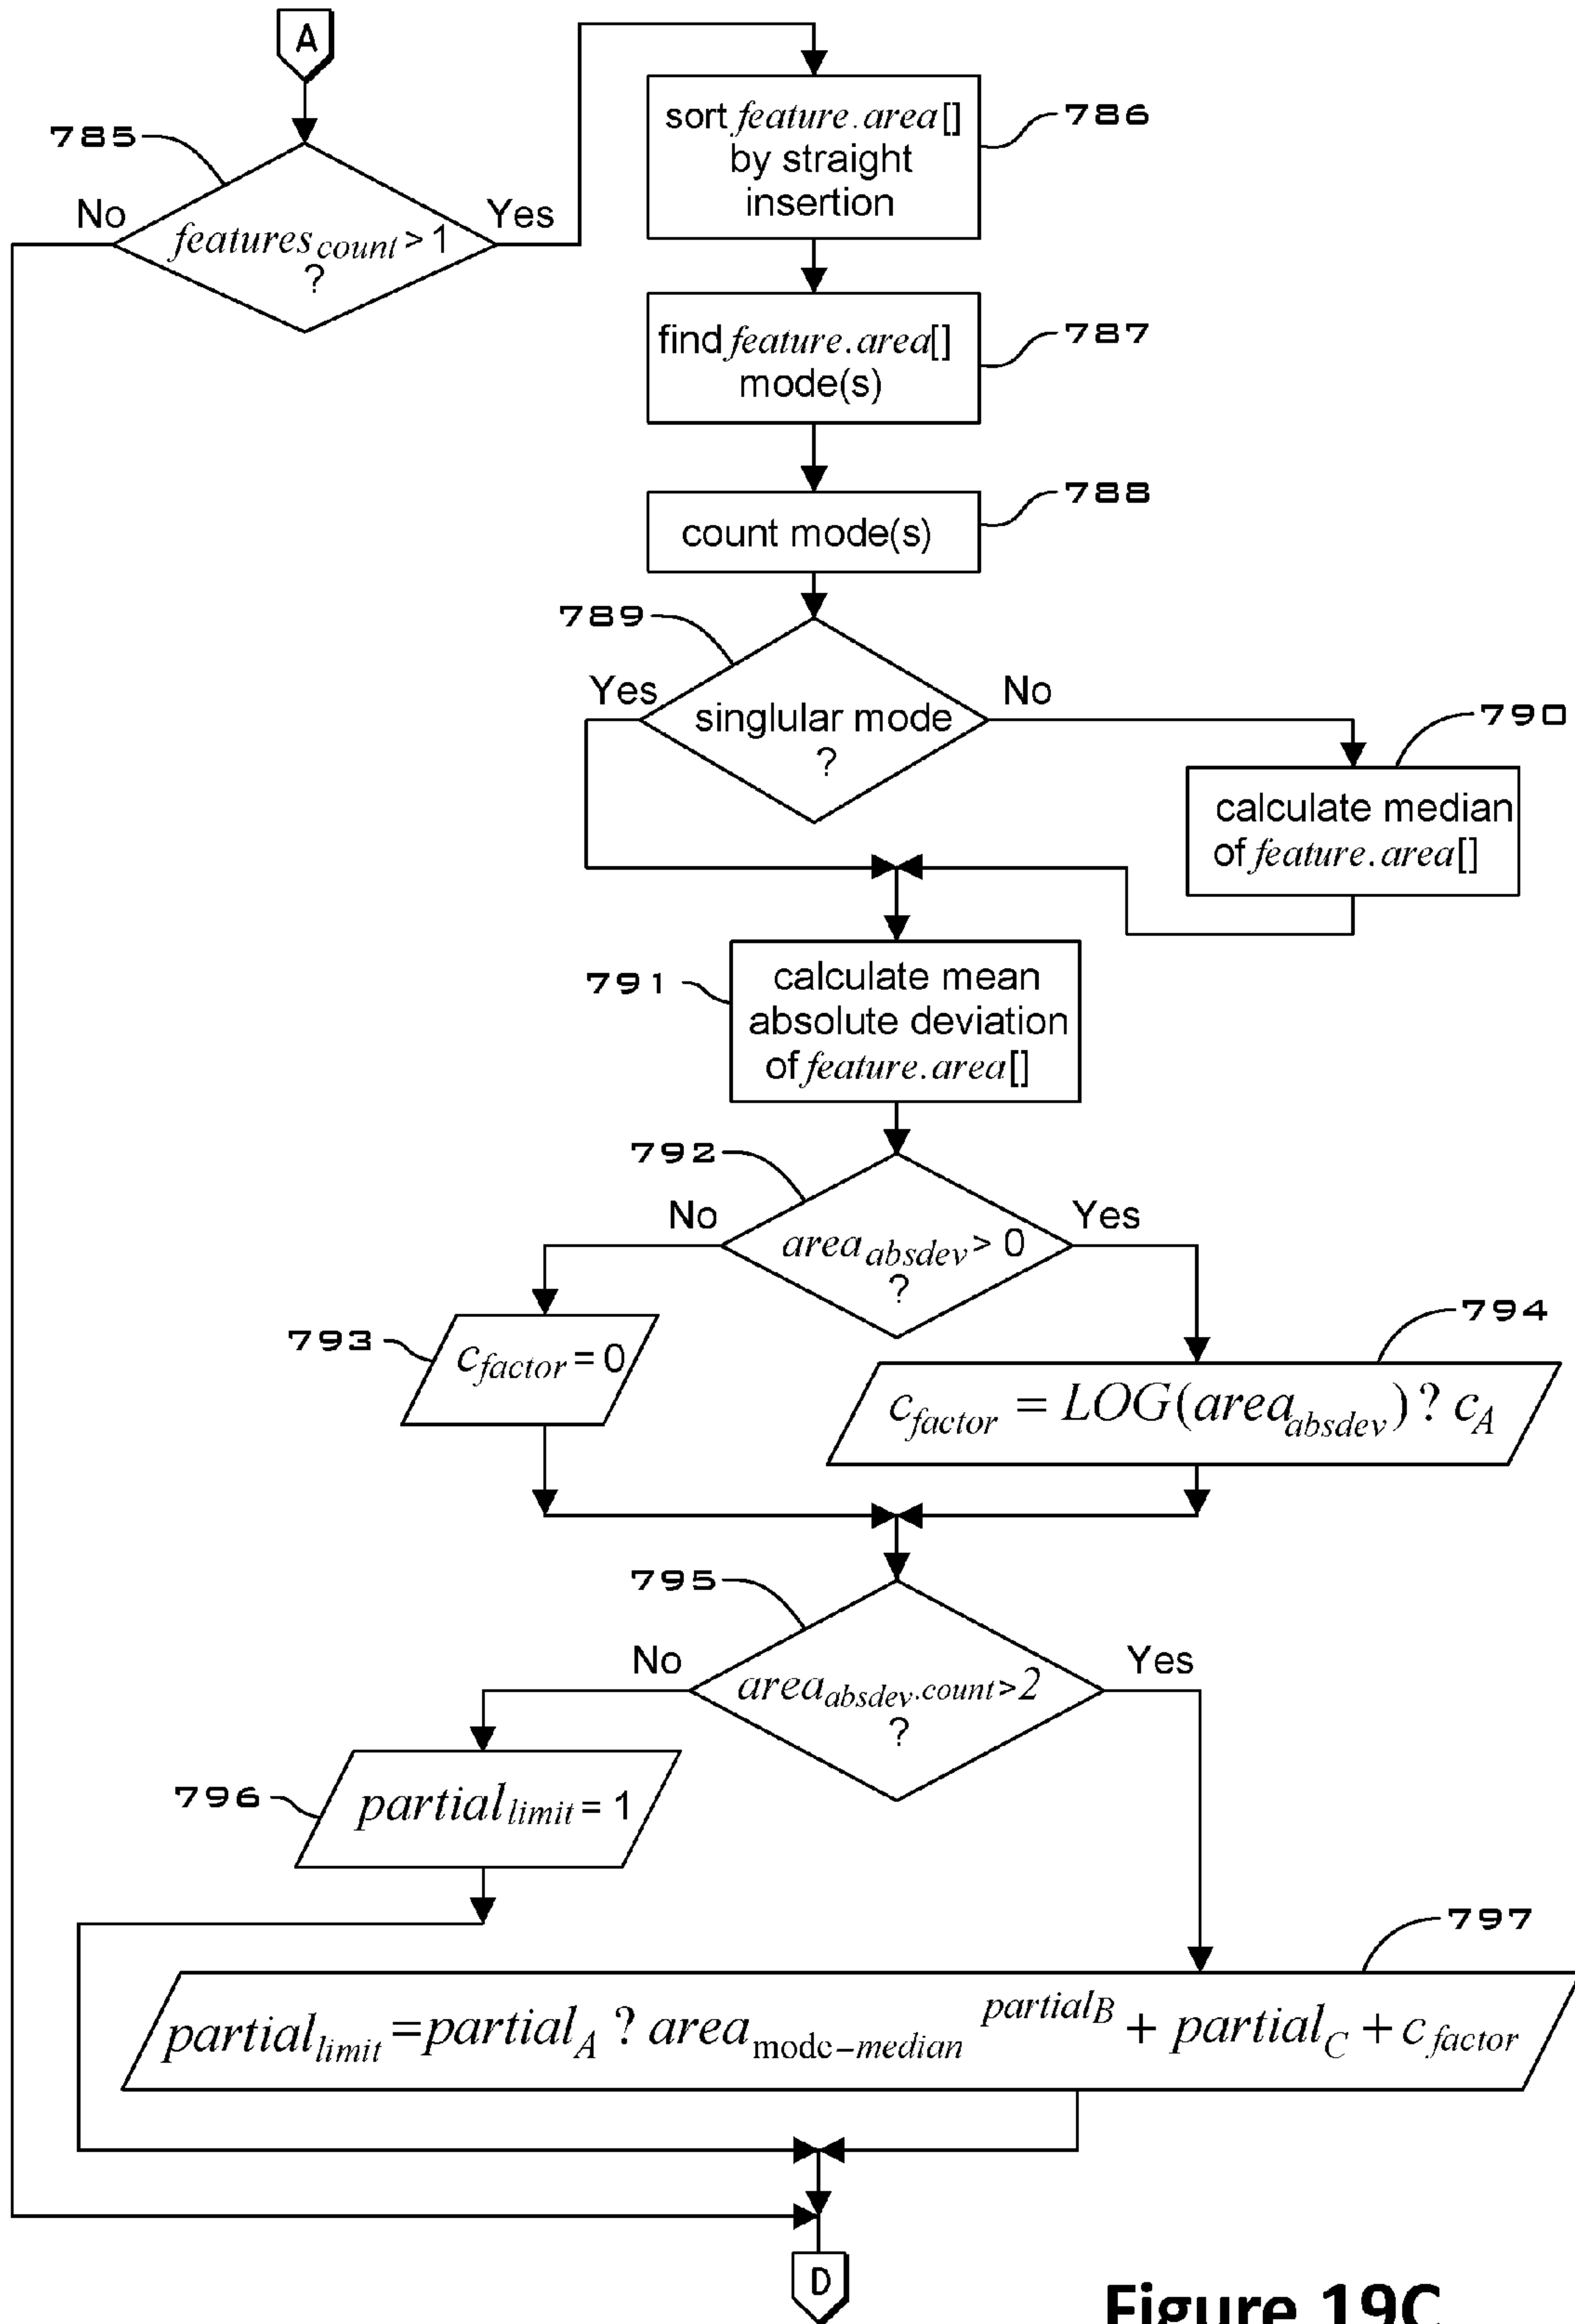 A
785
No
Yes
features count > 1
?
sort feature.area[]
by straight
insertion
786
find feature.area[]
mode(s)
787
count mode(s)
788
789
Yes
No
singlular mode
?
790
calculate median
of feature.area[]
791
calculate mean
absolute deviation
of feature.area[]
792
No
Yes
area absdev > 0
?
793
c factor = 0
794
c factor = LOG(area absdev) ? c A
795
No
Yes
area absdev.count>2
?
796
partial limit = 1
797
partial limit =partial A ? area mode-median partial B + partial C + c factor
D
Figure 19C